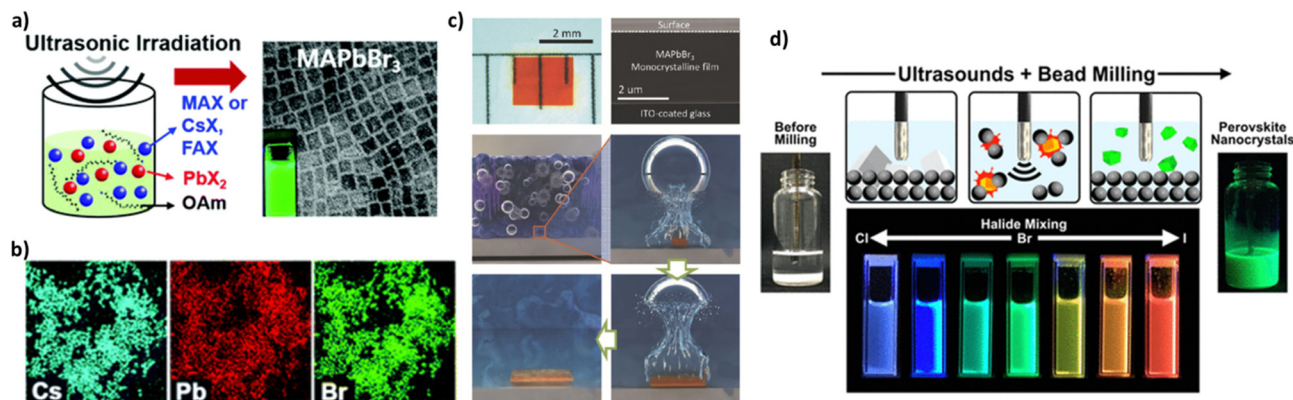 a)
Ultrasonic Irradiation
MAX or
CsX,
FAX
PbX2
OAm
MAPbBr3
b)
Cs
Pb
Br
c)
2 mm
Surface
MAPbBr3
Monocrystalline film
2 um
ITO-coated glass
d)
Ultrasounds + Bead Milling
Before
Milling
Perovskite
Nanocrystals
Halide Mixing
Cl
Br
I